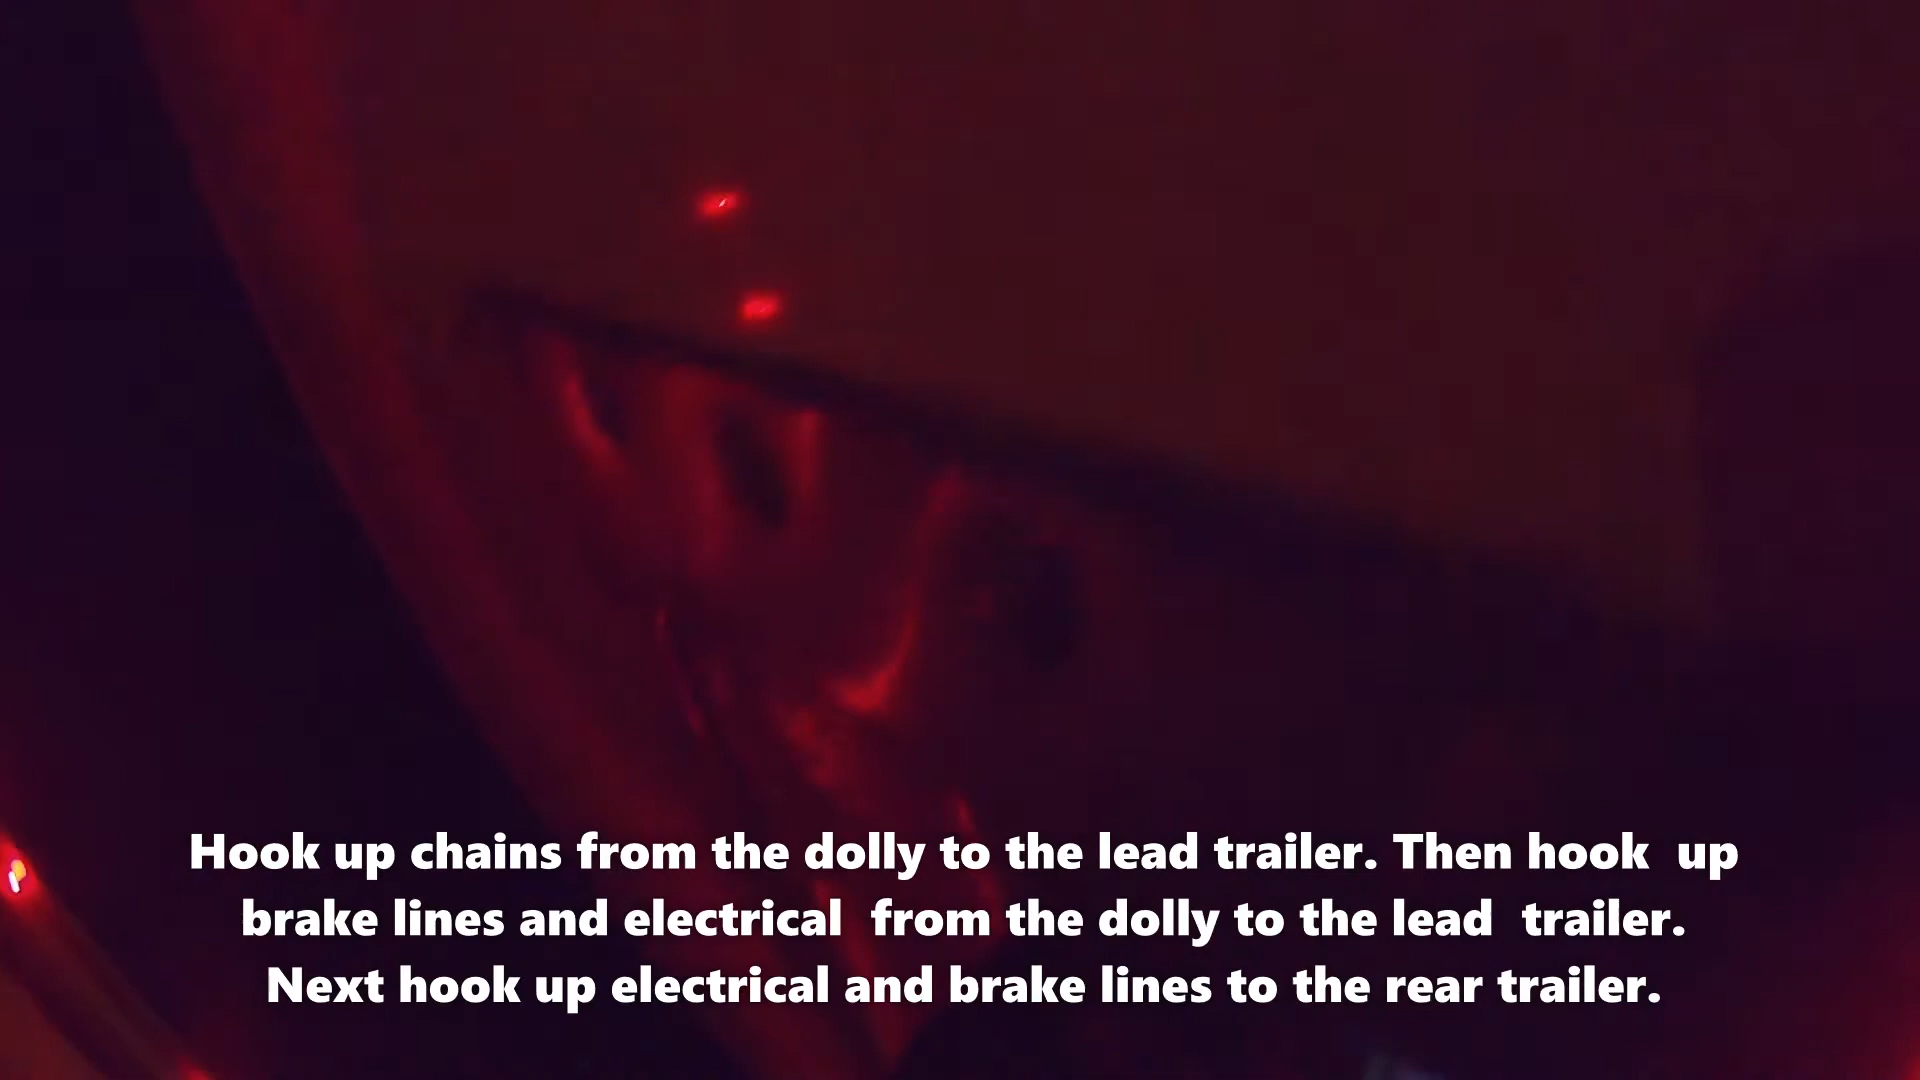 Hook up chains from the dolly to the lead trailer. Then hook  up
brake lines and electrical  from the dolly to the lead  trailer.
Next hook up electrical and brake lines to the rear trailer.